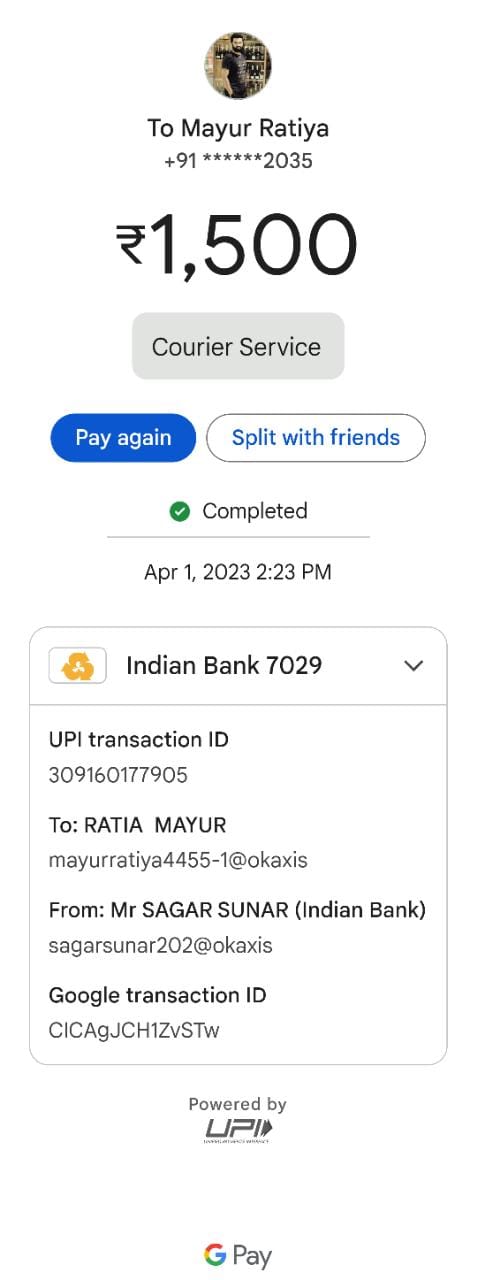 To Mayur Ratiya
+91 ******2035
₹1,500
Courier Service
Pay again
Split with friends
Completed
Apr 1, 2023 2:23 PM
Indian Bank 7029
UPI transaction ID
309160177905
To: RATIA  MAYUR
mayurratiya4455-1@okaxis
From: Mr SAGAR SUNAR (Indian Bank)
sagarsunar202@okaxis
Google transaction ID
CICAgJCH1ZvSTw
Powered by
UPI
G Pay